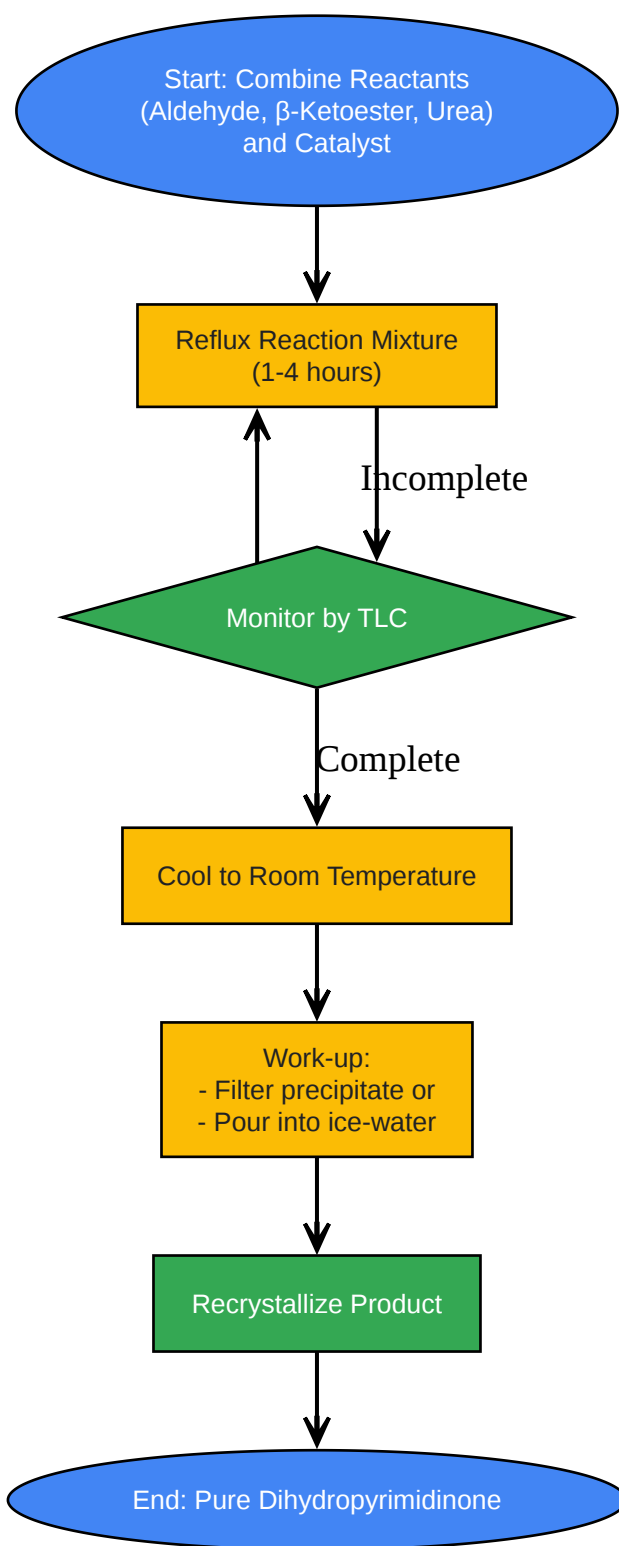 Start: Combine Reactants
(Aldehyde, β-Ketoester, Urea)
and Catalyst
Reflux Reaction Mixture
(1-4 hours)
Incomplete
Monitor by TLC
Complete
Cool to Room Temperature
Work-up:
- Filter precipitate or
- Pour into ice-water
Recrystallize Product
End: Pure Dihydropyrimidinone